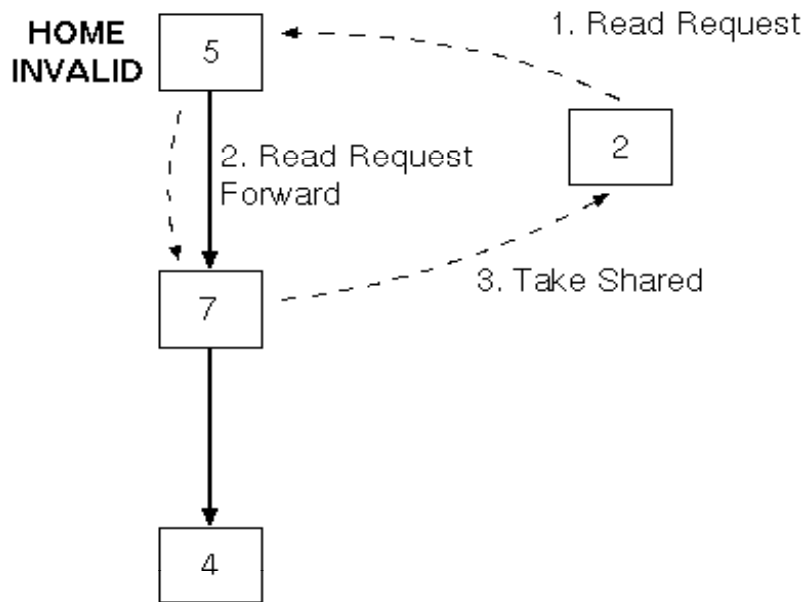 HOME
INVALID
5
1. Read Request
2
2. Read Request
Forward
7
3. Take Shared
4